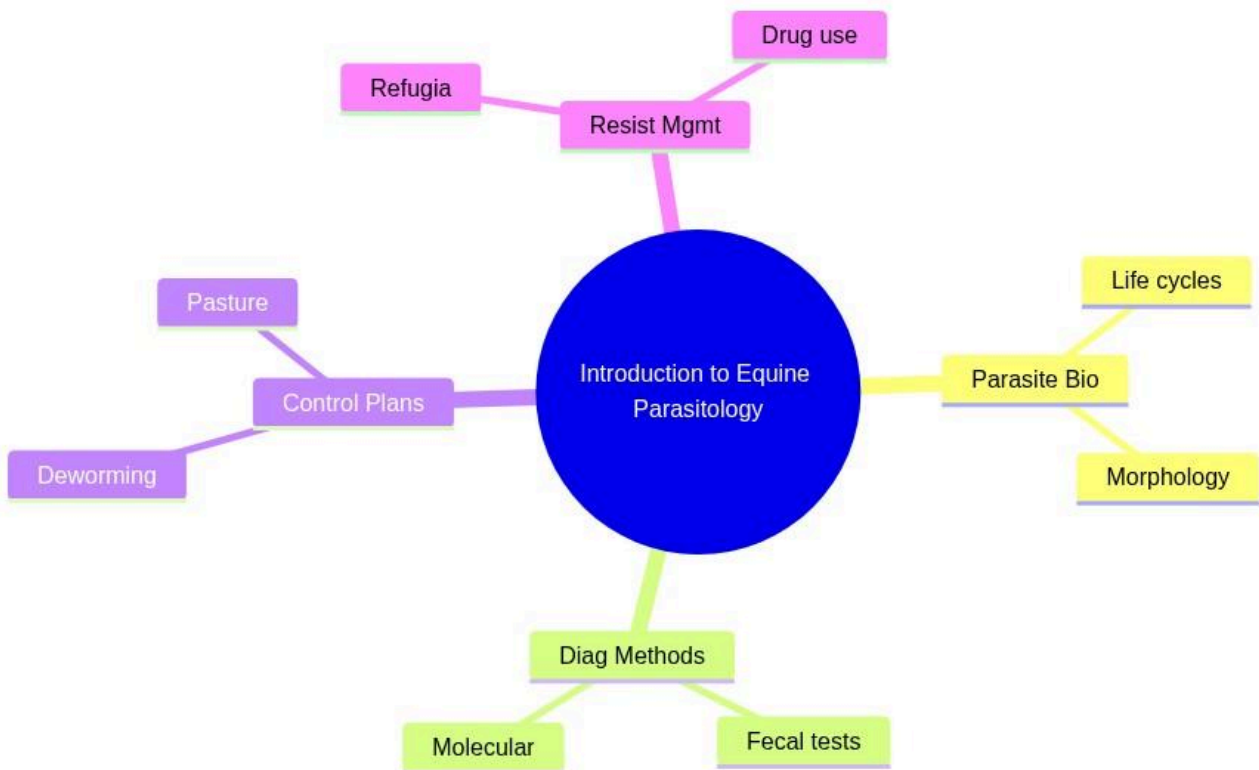 Drug use
Refugia
Resist Mgmt
Life cycles
Pasture
Introduction to Equine
Parasitology
Parasite Bio
Control Plans
Deworming
Morphology
Diag Methods
Molecular
Fecal tests